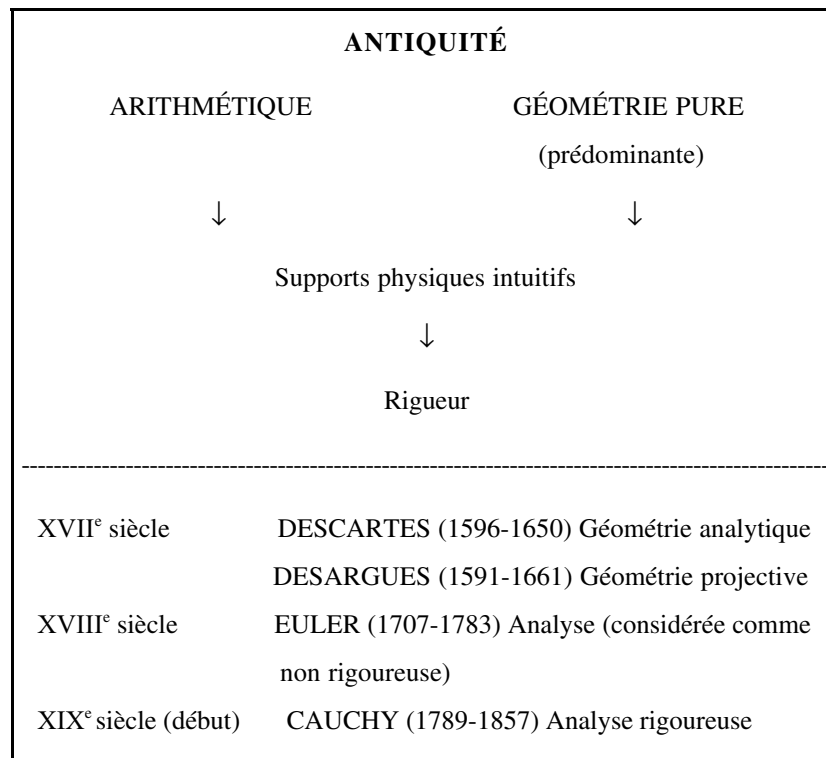 ANTIQUITÉ
ARITHMÉTIQUE GÉOMÉTRIE PURE
(prédominante)
↓ ↓
Supports physiques intuitifs
↓
Rigueur
XVIIe siècle DESCARTES (1596-1650) Géométrie analytique
DESARGUES (1591-1661) Géométrie projective
XVIIIe siècle EULER (1707-1783) Analyse (considérée comme
non rigoureuse)
XIXe siècle (début) CAUCHY (1789-1857) Analyse rigoureuse